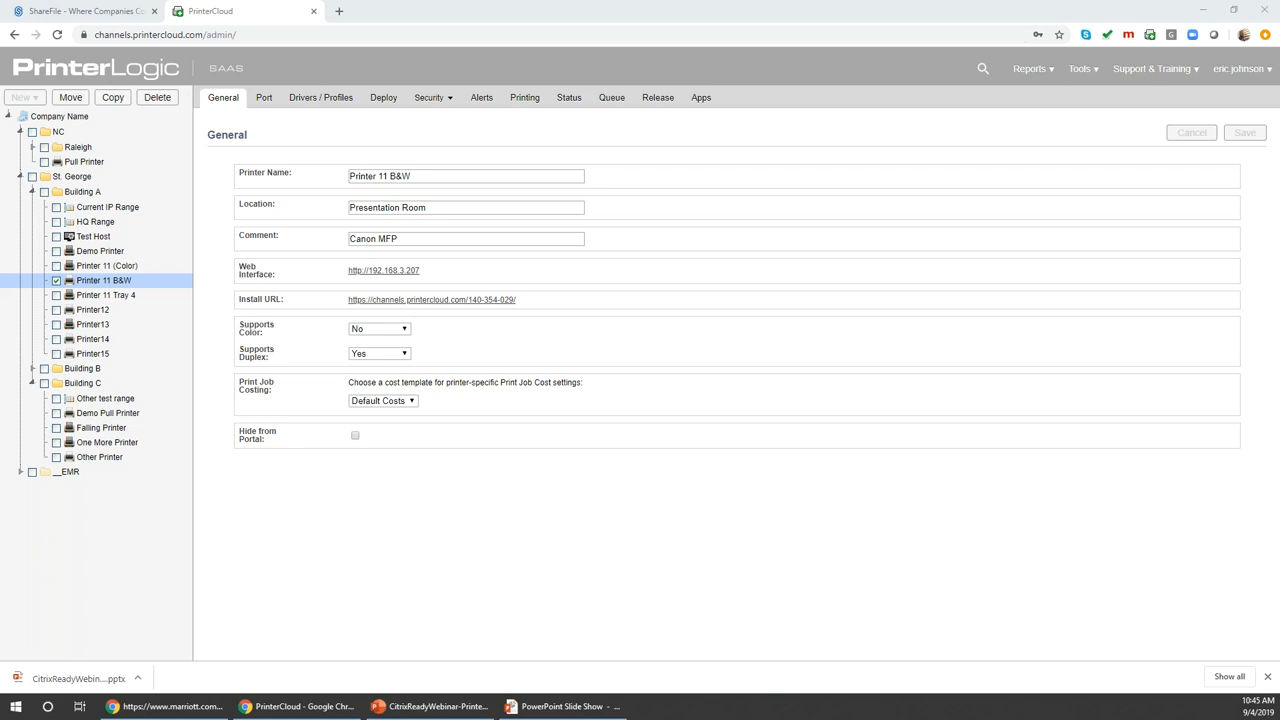 ShareFile - Where Companies Co
PrinterCloud
channels.printercloud.com/admin/
PrinterLogic SAAS
Reports Tools Support & Training eric.johnson
New Move Copy Delete
General Port Drivers / Profiles Deploy Security Alerts Printing Status Queue Release Apps
Company Name
NC
Raleigh
Pull Printer
St. George
Building A
Current IP Range
HQ Range
Test Host
Demo Printer
Printer 11 (Color)
Printer 11 B&W
Printer 11 Tray 4
Printer12
Printer13
Printer14
Printer15
Building B
Building C
Other test range
Demo Pull Printer
Falling Printer
One More Printer
Other Printer
__EMR
General
Cancel Save
Printer Name: Printer 11 B&W
Location: Presentation Room
Comment: Canon MFP
Web
Interface: http://192.168.3.207
Install URL: https://channels.printercloud.com/140-354-029/
Supports
Color: No
Supports
Duplex: Yes
Print Job
Costing: Choose a cost template for printer-specific Print Job Cost settings:
Default Costs
Hide from
Portal:
CitrixReadyWebin....pptx
Show all
https://www.marriott.com... PrinterCloud - Google Chr... CitrixReadyWebinar-Printe... PowerPoint Slide Show - ...
10:45 AM
9/4/2019